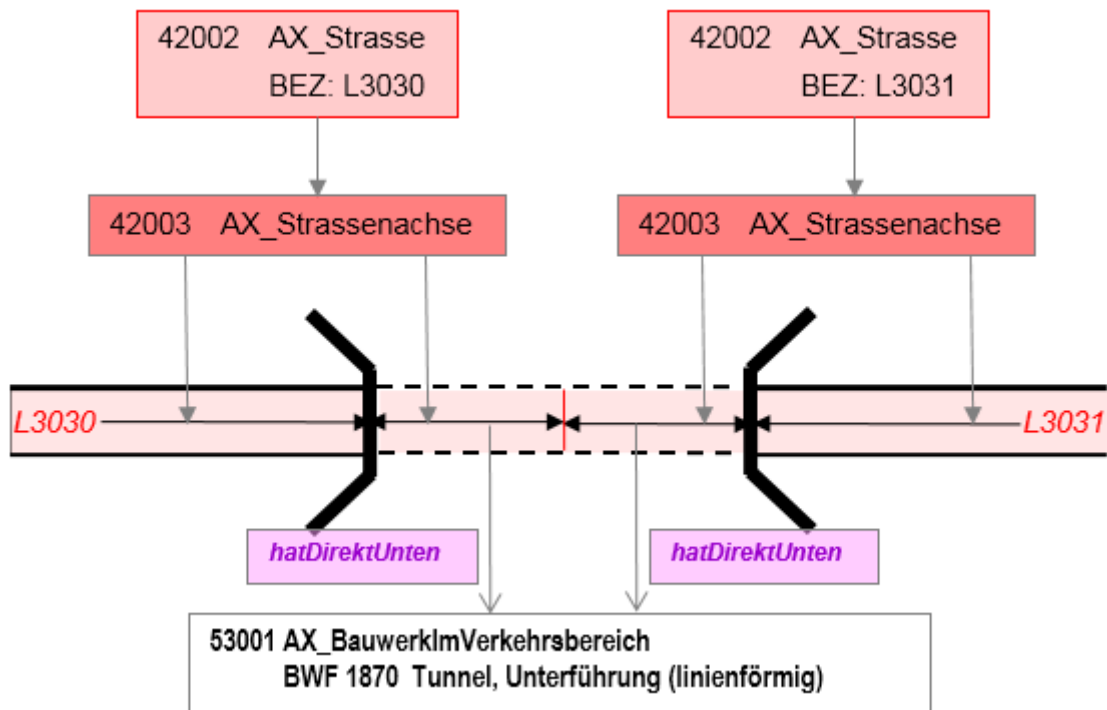 42002 AX_Strasse
BEZ: L3030
42002 AX_Strasse
BEZ: L3031
42003 AX_Strassenachse
42003 AX_Strassenachse
L3030
L3031
hatDirektUnten
hatDirektUnten
53001 AX_BauwerkImVerkehrsbereich
BWF 1870 Tunnel, Unterführung (linienförmig)